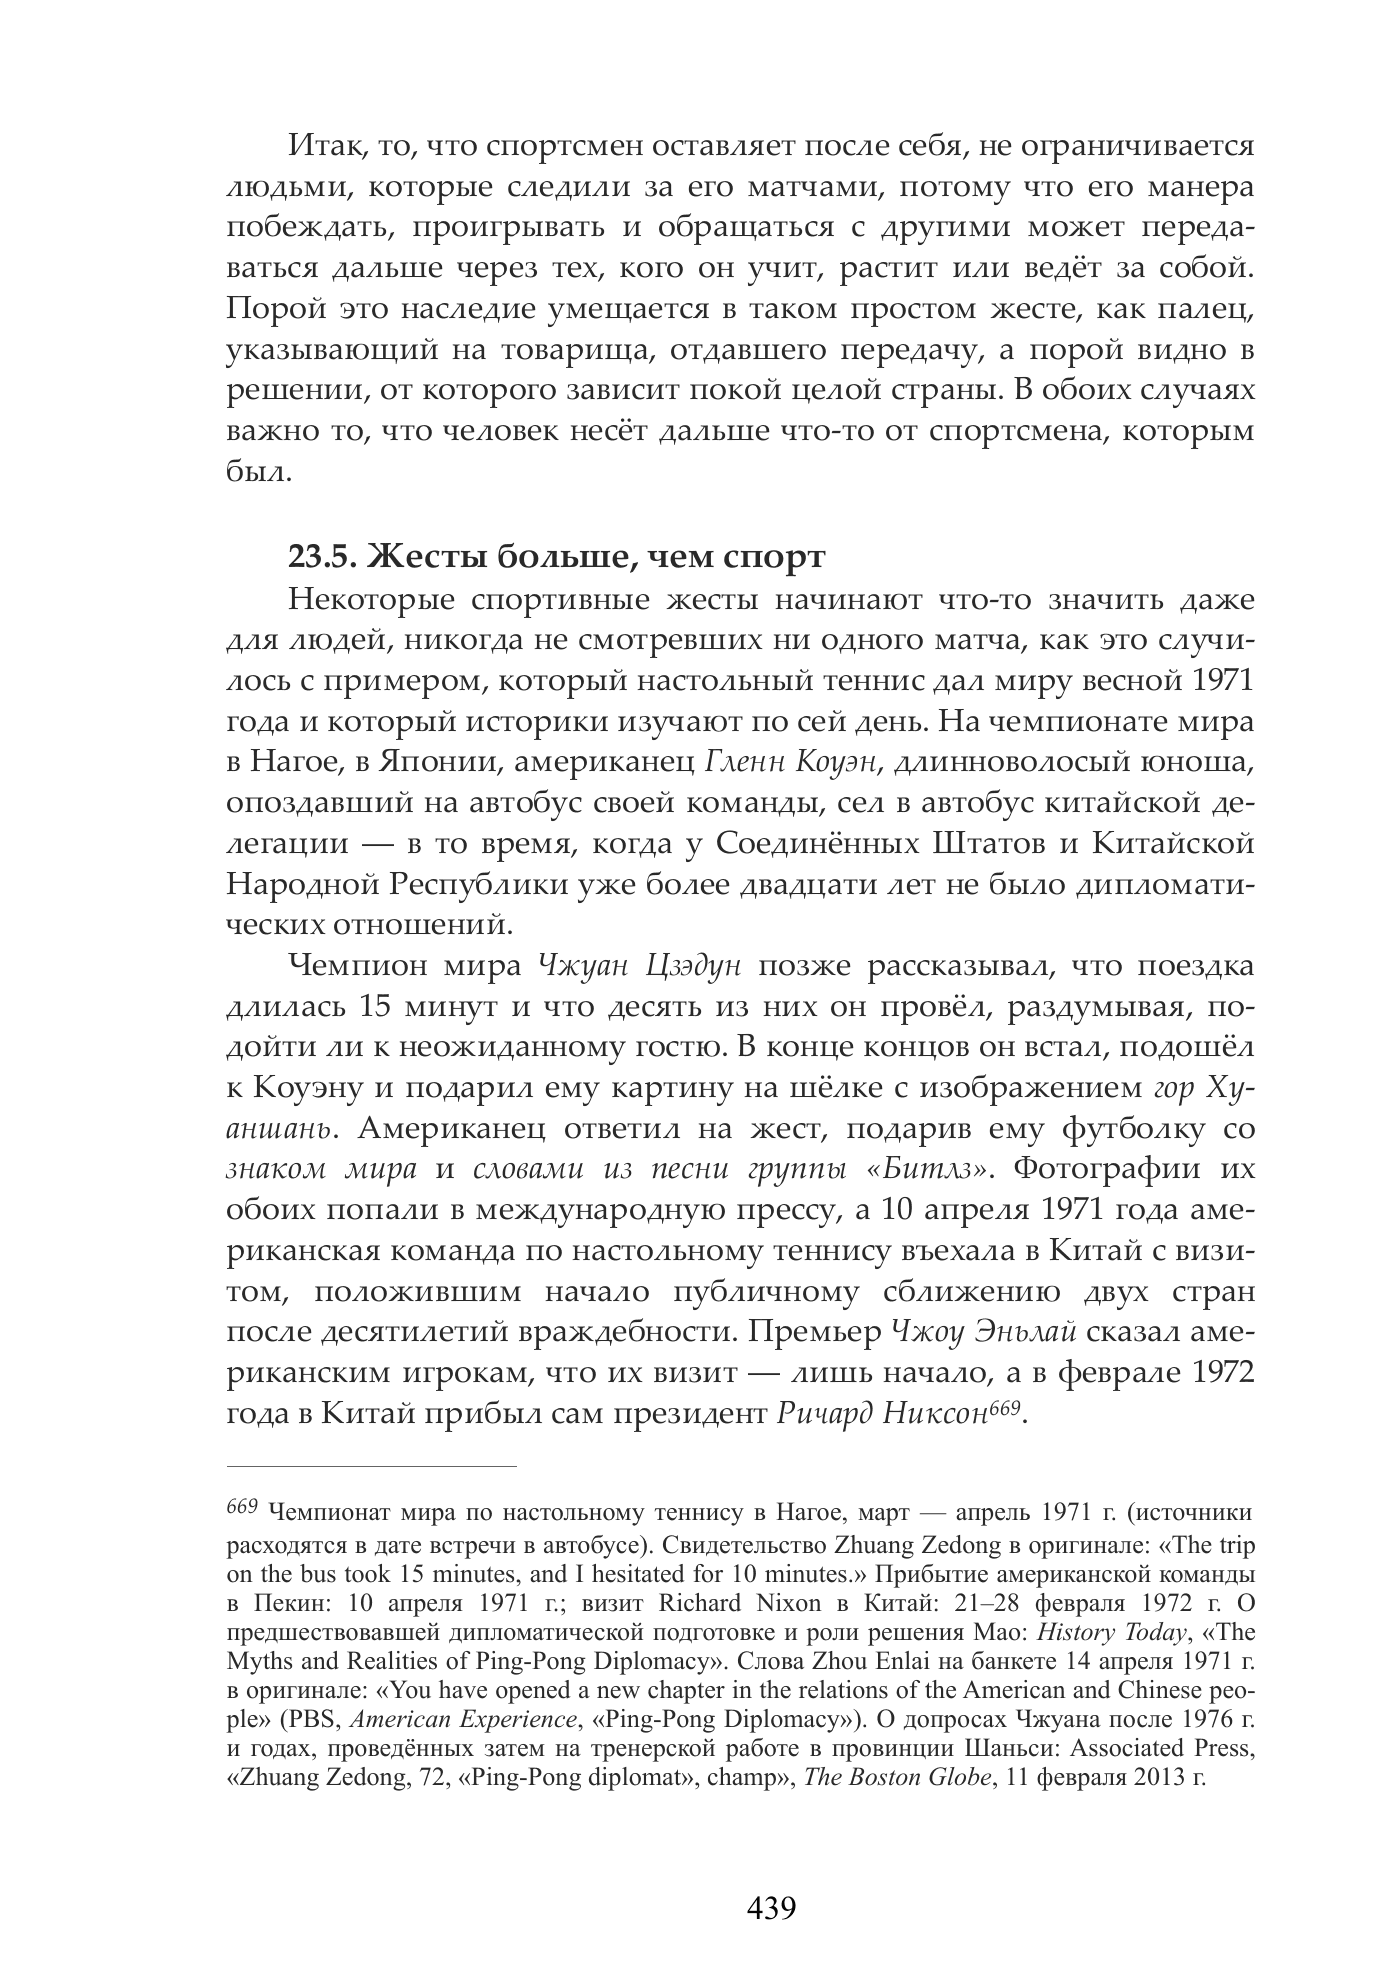 Итак, то, что спортсмен оставляет после себя, не ограничивается
людьми, которые следили за его матчами, потому что его манера
побеждать, проигрывать и обращаться с другими может переда-
ваться дальше через тех, кого он учит, растит или ведёт за собой.
Порой это наследие умещается в таком простом жесте, как палец,
указывающий на товарища, отдавшего передачу, а порой видно в
решении, от которого зависит покой целой страны. В обоих случаях
важно то, что человек несёт дальше что-то от спортсмена, которым
был.
23.5. Жесты больше, чем спорт
Некоторые спортивные жесты начинают что-то значить даже
для людей, никогда не смотревших ни одного матча, как это случи-
лось с примером, который настольный теннис дал миру весной 1971
года и который историки изучают по сей день. На чемпионате мира
в Нагое, в Японии, американец Гленн Коуэн, длинноволосый юноша,
опоздавший на автобус своей команды, сел в автобус китайской де-
легации — в то время, когда у Соединённых Штатов и Китайской
Народной Республики уже более двадцати лет не было дипломати-
ческих отношений.
Чемпион мира Чжуан Цзэдун позже рассказывал, что поездка
длилась 15 минут и что десять из них он провёл, раздумывая, по-
дойти ли к неожиданному гостю. В конце концов он встал, подошёл
к Коуэну и подарил ему картину на шёлке с изображением гор Ху-
аншань. Американец ответил на жест, подарив ему футболку со
знаком мира и словами из песни группы «Битлз». Фотографии их
обоих попали в международную прессу, а 10 апреля 1971 года аме-
риканская команда по настольному теннису въехала в Китай с визи-
том, положившим начало публичному сближению двух стран
после десятилетий враждебности. Премьер Чжоу Эньлай сказал аме-
риканским игрокам, что их визит — лишь начало, а в феврале 1972
года в Китай прибыл сам президент Ричард Никсон669.
669 Чемпионат мира по настольному теннису в Нагое, март — апрель 1971 г. (источники
расходятся в дате встречи в автобусе). Свидетельство Zhuang Zedong в оригинале: «The trip
on the bus took 15 minutes, and I hesitated for 10 minutes.» Прибытие американской команды
в Пекин: 10 апреля 1971 г.; визит Richard Nixon в Китай: 21–28 февраля 1972 г. О
предшествовавшей дипломатической подготовке и роли решения Мао: History Today, «The
Myths and Realities of Ping-Pong Diplomacy». Слова Zhou Enlai на банкете 14 апреля 1971 г.
в оригинале: «You have opened a new chapter in the relations of the American and Chinese peo-
ple» (PBS, American Experience, «Ping-Pong Diplomacy»). О допросах Чжуана после 1976 г.
и годах, проведённых затем на тренерской работе в провинции Шаньси: Associated Press,
«Zhuang Zedong, 72, «Ping-Pong diplomat», champ», The Boston Globe, 11 февраля 2013 г.
439